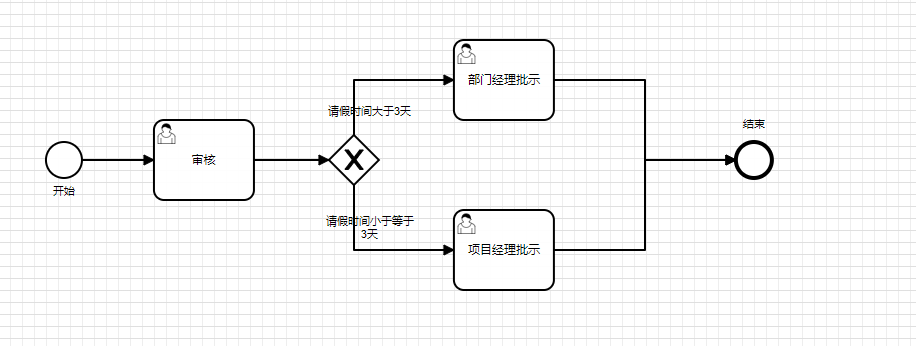 开始
审核
请假时间大于3天
请假时间小于等于
3天
部门经理批示
项目经理批示
结束